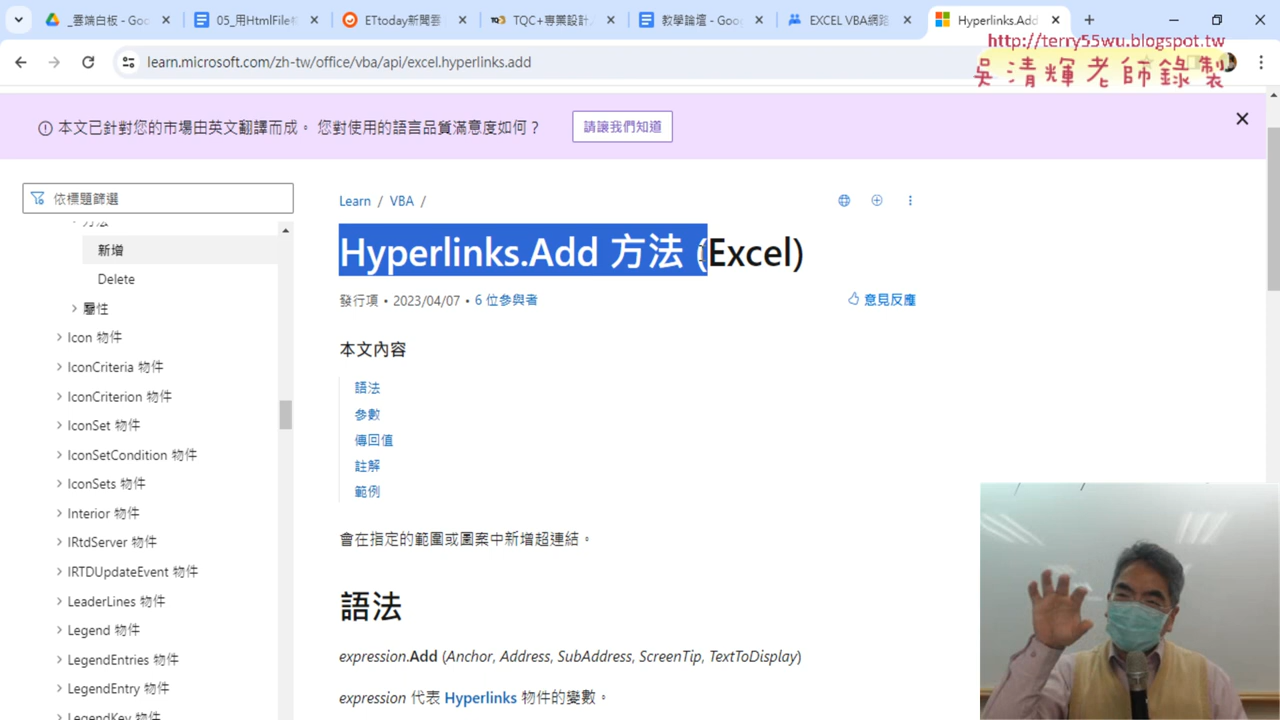 _雲端白板 - Goo
05_用HtmlFile核
ETtoday新聞雲
TQC+專業設計人
教學論壇 - Goog
EXCEL VBA網路
Hyperlinks.Add
http://terry55wu.blogspot.tw
learn.microsoft.com/zh-tw/office/vba/api/excel.hyperlinks.add
吳清輝老師錄製
本文已針對您的市場由英文翻譯而成。 您對使用的語言品質滿意度如何？
請讓我們知道
依標題篩選
方法
新增
Delete
屬性
Icon 物件
IconCriteria 物件
IconCriterion 物件
IconSet 物件
IconSetCondition 物件
IconSets 物件
Interior 物件
IRtdServer 物件
IRTDUpdateEvent 物件
LeaderLines 物件
Legend 物件
LegendEntries 物件
LegendEntry 物件
LegendKey 物件
Learn / VBA /
Hyperlinks.Add 方法 (Excel)
發行項 • 2023/04/07 • 6 位參與者
意見反應
本文內容
語法
參數
傳回值
註解
範例
會在指定的範圍或圖案中新增超連結。
語法
expression.Add (Anchor, Address, SubAddress, ScreenTip, TextToDisplay)
expression 代表 Hyperlinks 物件的變數。